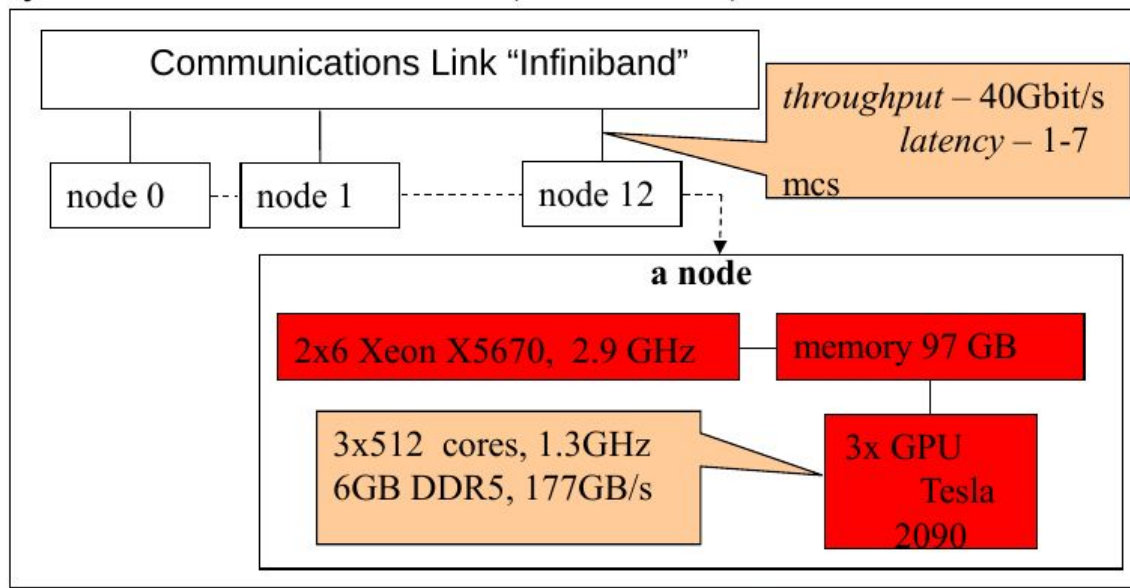 Communications Link “Infiniband”
throughput – 40Gbit/s
latency – 1-7
mcs
node 0
node 1
node 12
a node
2x6 Xeon X5670, 2.9 GHz
memory 97 GB
3x512 cores, 1.3GHz
6GB DDR5, 177GB/s
3x GPU
Tesla
2090